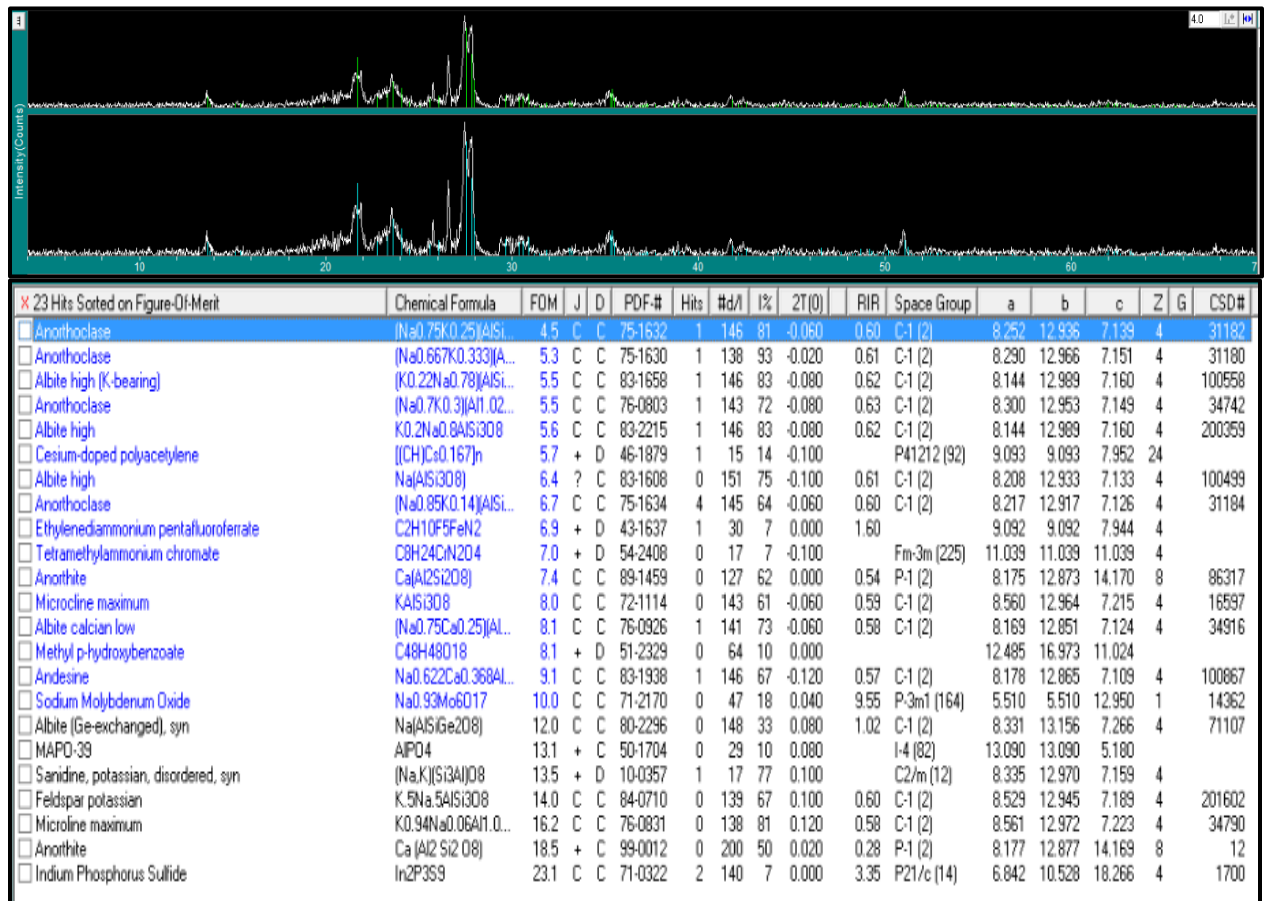 4.0
Intensity(Counts)
10 20 30 40 50 60 7
23 Hits Sorted on Figure-Of-Merit Chemical Formula FOM J D PDF-# Hits #d/I I% 2T(0) RIR Space Group a b c Z G CSD#
Anorthoclase (Na0.75K0.25)(AlSi... 4.5 C C 75-1632 1 146 81 -0.060 0.60 C-1 (2) 8.252 12.936 7.139 4 31182
Anorthoclase (Na0.667K0.333)(A... 5.3 C C 75-1630 1 138 93 -0.020 0.61 C-1 (2) 8.290 12.966 7.151 4 31180
Albite high (K-bearing) (K0.22Na0.78)(AlSi... 5.5 C C 83-1658 1 146 83 -0.080 0.62 C-1 (2) 8.144 12.989 7.160 4 100558
Anorthoclase (Na0.7K0.3)(Al1.02... 5.5 C C 76-0803 1 143 72 -0.080 0.63 C-1 (2) 8.300 12.953 7.149 4 34742
Albite high K0.2Na0.8AlSi3O8 5.6 C C 83-2215 1 146 83 -0.080 0.62 C-1 (2) 8.144 12.989 7.160 4 200359
Cesium-doped polyacetylene [(CH)Cs0.167]n 5.7 + D 46-1879 1 15 14 -0.100 P41212 (92) 9.093 9.093 7.952 24
Albite high Na(AlSi3O8) 6.4 ? C 83-1608 0 151 75 -0.100 0.61 C-1 (2) 8.208 12.933 7.133 4 100499
Anorthoclase (Na0.85K0.14)(AlSi... 6.7 C C 75-1634 4 145 64 -0.060 0.60 C-1 (2) 8.217 12.917 7.126 4 31184
Ethylenediammonium pentafluoroferrate C2H10F5FeN2 6.9 + D 43-1637 1 30 7 0.000 1.60 9.092 9.092 7.944 4
Tetramethylammonium chromate C8H24CrN2O4 7.0 + D 54-2408 0 17 7 -0.100 Fm-3m (225) 11.039 11.039 11.039 4
Anorthite Ca(Al2Si2O8) 7.4 C C 89-1459 0 127 62 0.000 0.54 P-1 (2) 8.175 12.873 14.170 8 86317
Microcline maximum KAlSi3O8 8.0 C C 72-1114 0 143 61 -0.060 0.59 C-1 (2) 8.560 12.964 7.215 4 16597
Albite calcian low (Na0.75Ca0.25)(Al... 8.1 C C 76-0926 1 141 73 -0.060 0.58 C-1 (2) 8.169 12.851 7.124 4 34916
Methyl p-hydroxybenzoate C48H48O18 8.1 + D 51-2329 0 64 10 0.000 12.485 16.973 11.024
Andesine Na0.622Ca0.368Al... 9.1 C C 83-1938 1 146 67 -0.120 0.57 C-1 (2) 8.178 12.865 7.109 4 100867
Sodium Molybdenum Oxide Na0.93Mo6O17 10.0 C C 71-2170 0 47 18 0.040 9.55 P-3m1 (164) 5.510 5.510 12.950 1 14362
Albite (Ge-exchanged), syn Na(AlSiGe2O8) 12.0 C C 80-2296 0 148 33 0.080 1.02 C-1 (2) 8.331 13.156 7.266 4 71107
MAPO-39 AlPO4 13.1 + C 50-1704 0 29 10 0.080 I-4 (82) 13.090 13.090 5.180
Sanidine, potassian, disordered, syn (Na,K)(Si3Al)O8 13.5 + D 10-0357 1 17 77 0.100 C2/m (12) 8.335 12.970 7.159 4
Feldspar potassian K.5Na.5AlSi3O8 14.0 C C 84-0710 0 139 67 0.100 0.60 C-1 (2) 8.529 12.945 7.189 4 201602
Microline maximum K0.94Na0.06Al1.0... 16.2 C C 76-0831 0 138 81 0.120 0.58 C-1 (2) 8.561 12.972 7.223 4 34790
Anorthite Ca (Al2 Si2 O8) 18.5 + C 99-0012 0 200 50 0.020 0.28 P-1 (2) 8.177 12.877 14.169 8 12
Indium Phosphorus Sulfide In2P3S9 23.1 C C 71-0322 2 140 7 0.000 3.35 P21/c (14) 6.842 10.528 18.266 4 1700